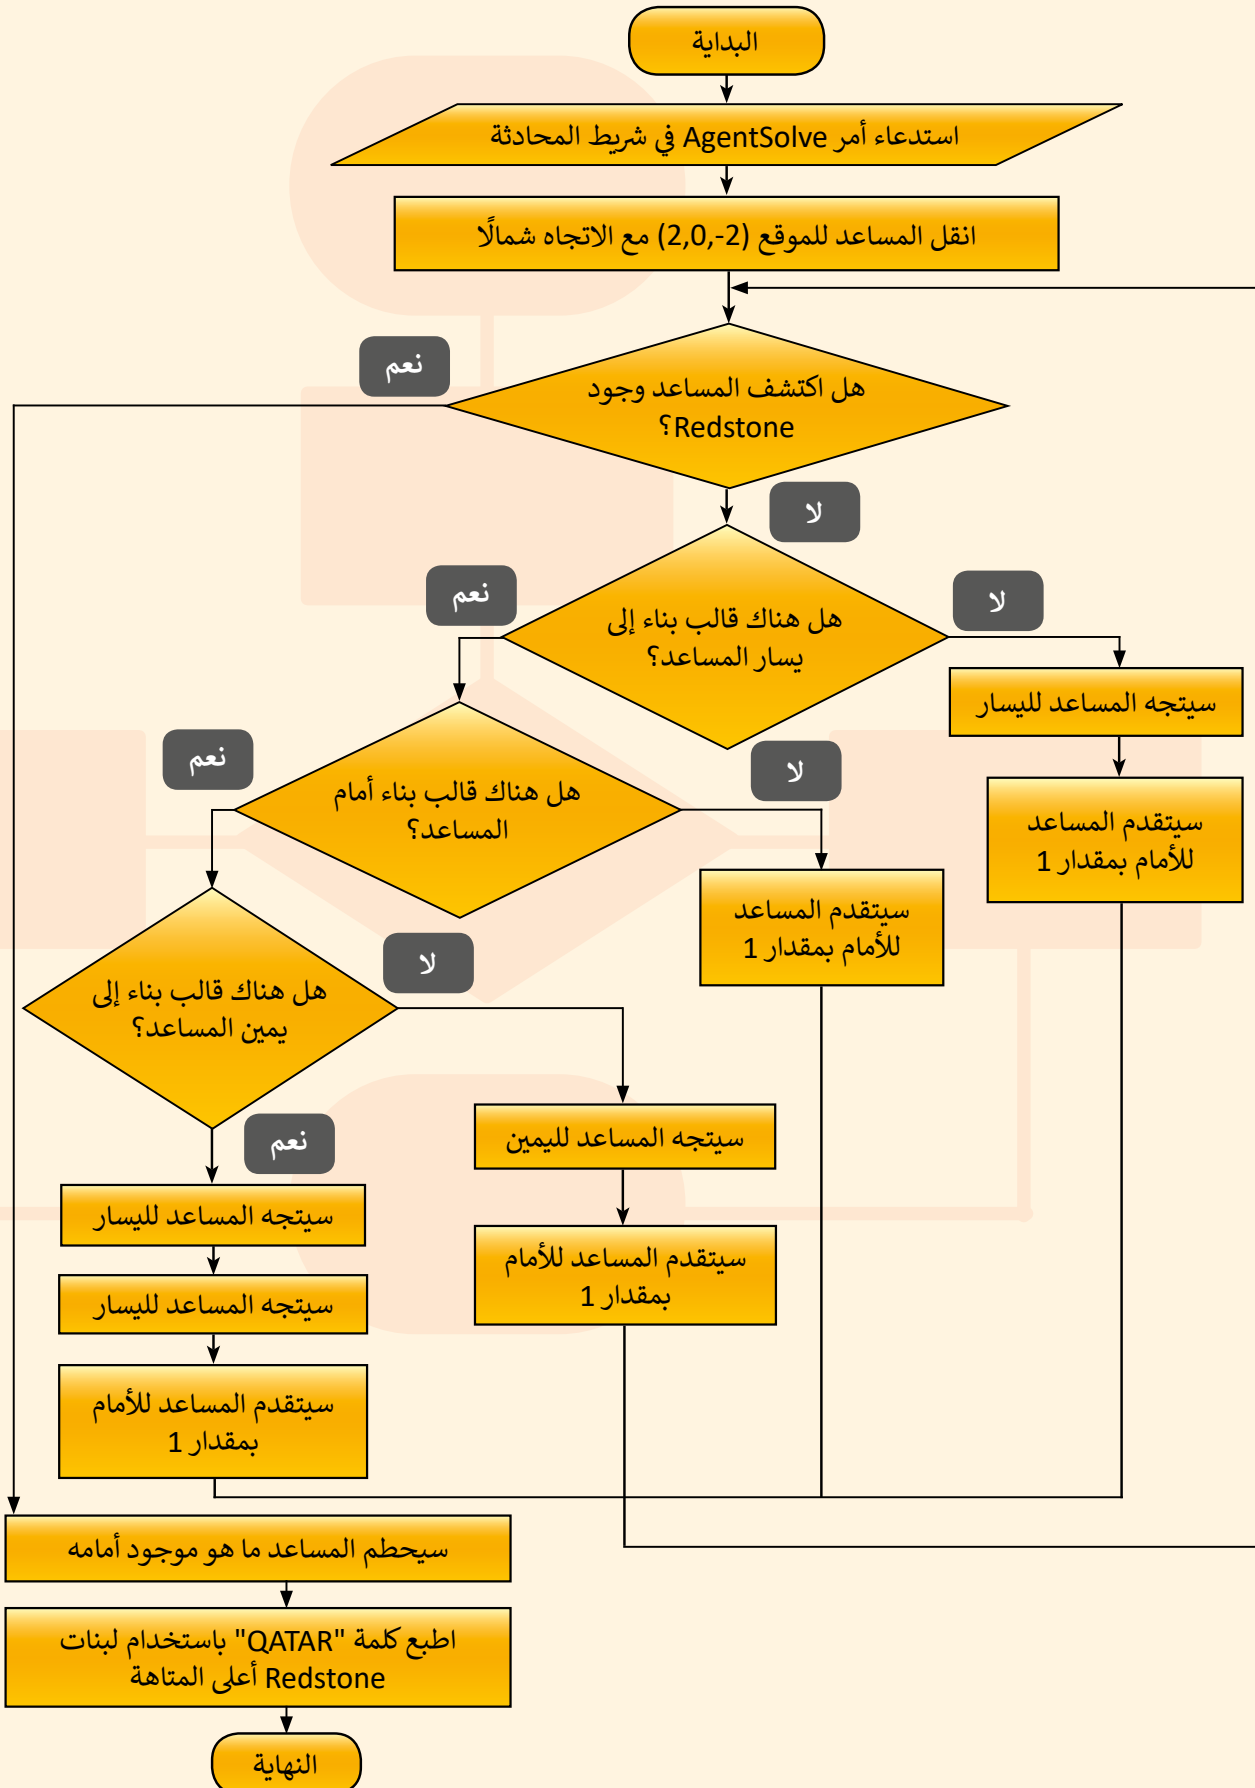 البداية
استدعاء أمر AgentSolve في شريط المحادثة
انقل المساعد للموقع (2,0,-2) مع الاتجاه شمالًا
نعم
هل اكتشف المساعد وجود
Redstone؟
لا
نعم
هل هناك قالب بناء إلى
يسار المساعد؟
لا
سيتجه المساعد لليسار
سيتقدم المساعد
للأمام بمقدار 1
نعم
هل هناك قالب بناء أمام
المساعد؟
لا
سيتقدم المساعد
للأمام بمقدار 1
هل هناك قالب بناء إلى
يمين المساعد؟
لا
سيتجه المساعد لليمين
سيتقدم المساعد للأمام
بمقدار 1
نعم
سيتجه المساعد لليسار
سيتجه المساعد لليسار
سيتقدم المساعد للأمام
بمقدار 1
سيحطم المساعد ما هو موجود أمامه
اطبع كلمة "QATAR" باستخدام لبنات
Redstone أعلى المتاهة
النهاية